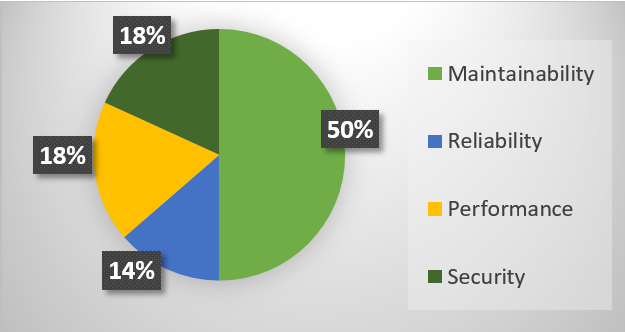 18%
50%
18%
14%
Maintainability
Reliability
Performance
Security